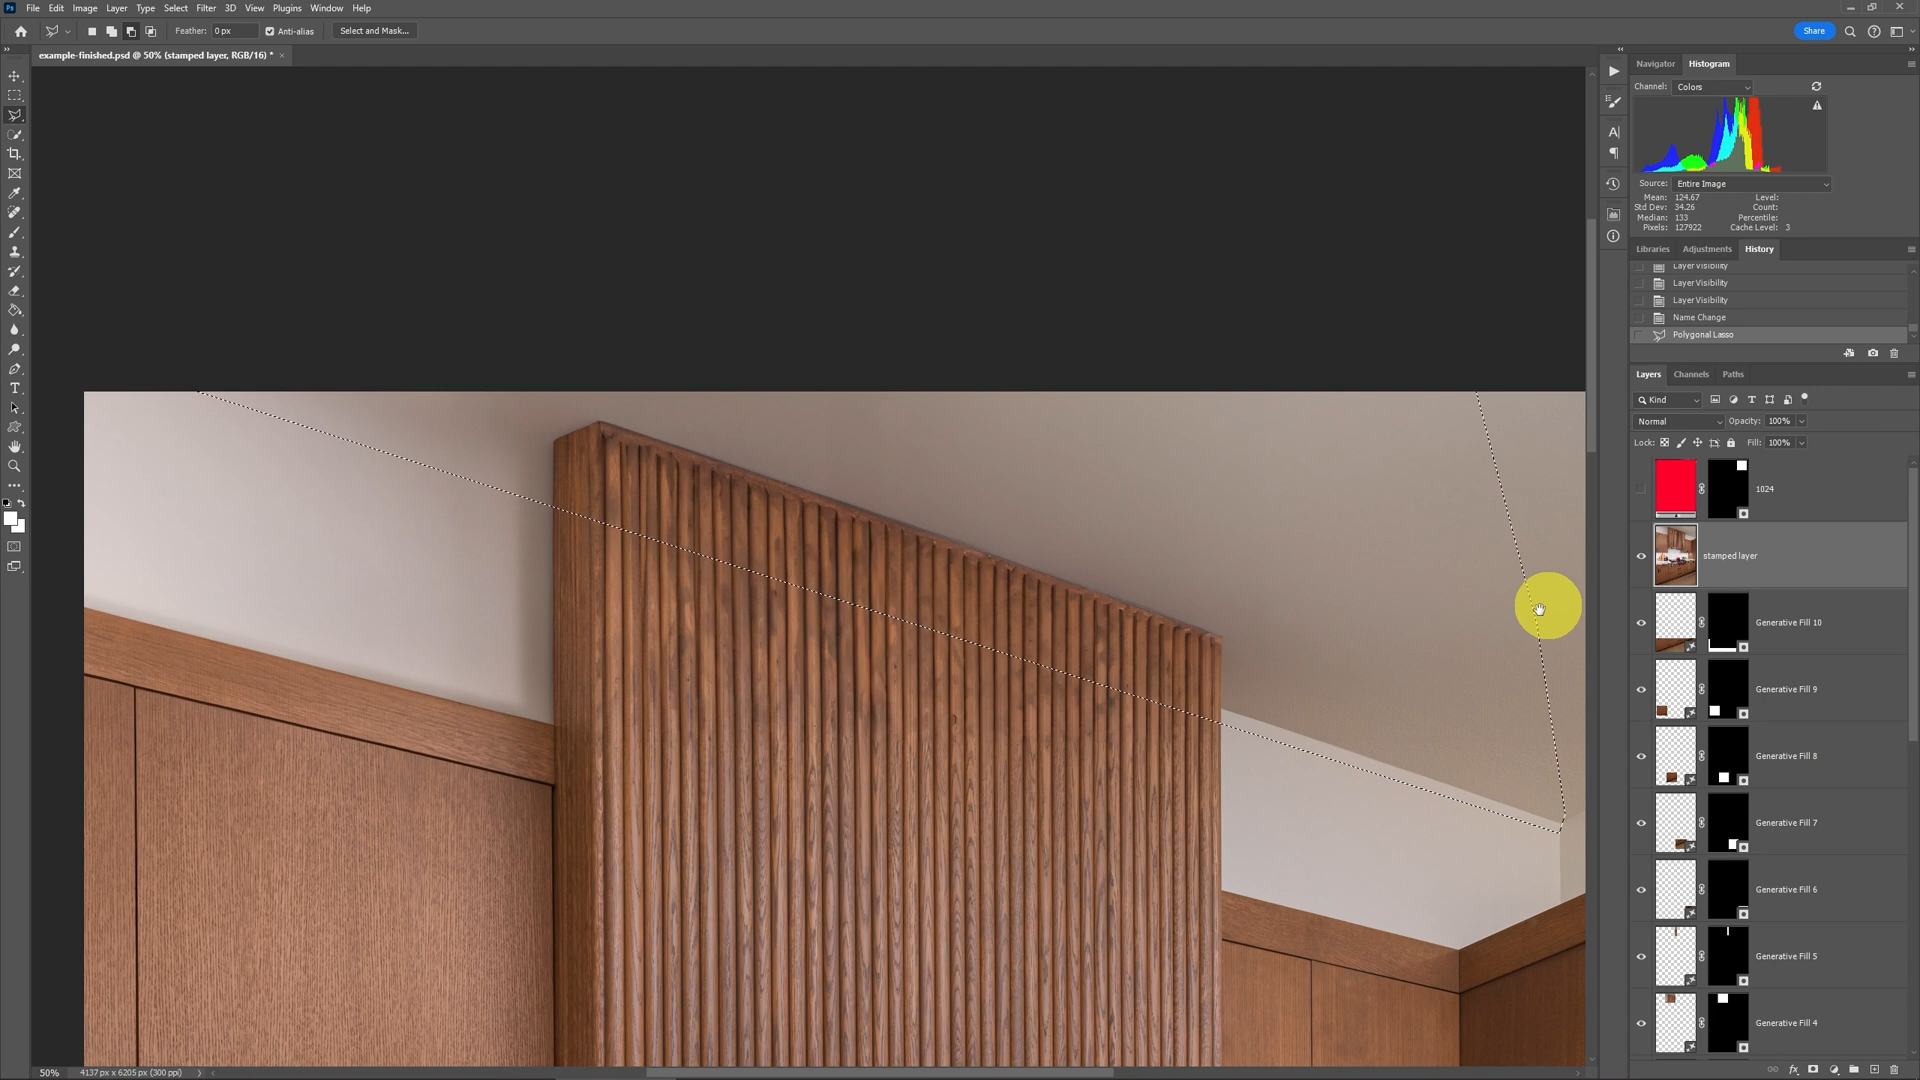 Ps File Edit Image Layer Type Select Filter 3D View Plugins Window Help
Feather: 0 px Anti-alias Select and Mask... Share
example-finished.psd @ 50% (stamped layer, RGB/16) * ×
Navigator Histogram
Channel: Colors
Source: Entire Image
Mean: 124.67 Level:
Std Dev: 34.26 Count:
Median: 133 Percentile:
Pixels: 127922 Cache Level: 3
Libraries Adjustments History
Layer Visibility
Layer Visibility
Layer Visibility
Name Change
Polygonal Lasso
Layers Channels Paths
Kind
Normal Opacity: 100%
Lock: Fill: 100%
1024
stamped layer
Generative Fill 10
Generative Fill 9
Generative Fill 8
Generative Fill 7
Generative Fill 6
Generative Fill 5
Generative Fill 4
50% 4137 px x 6205 px (300 ppi)